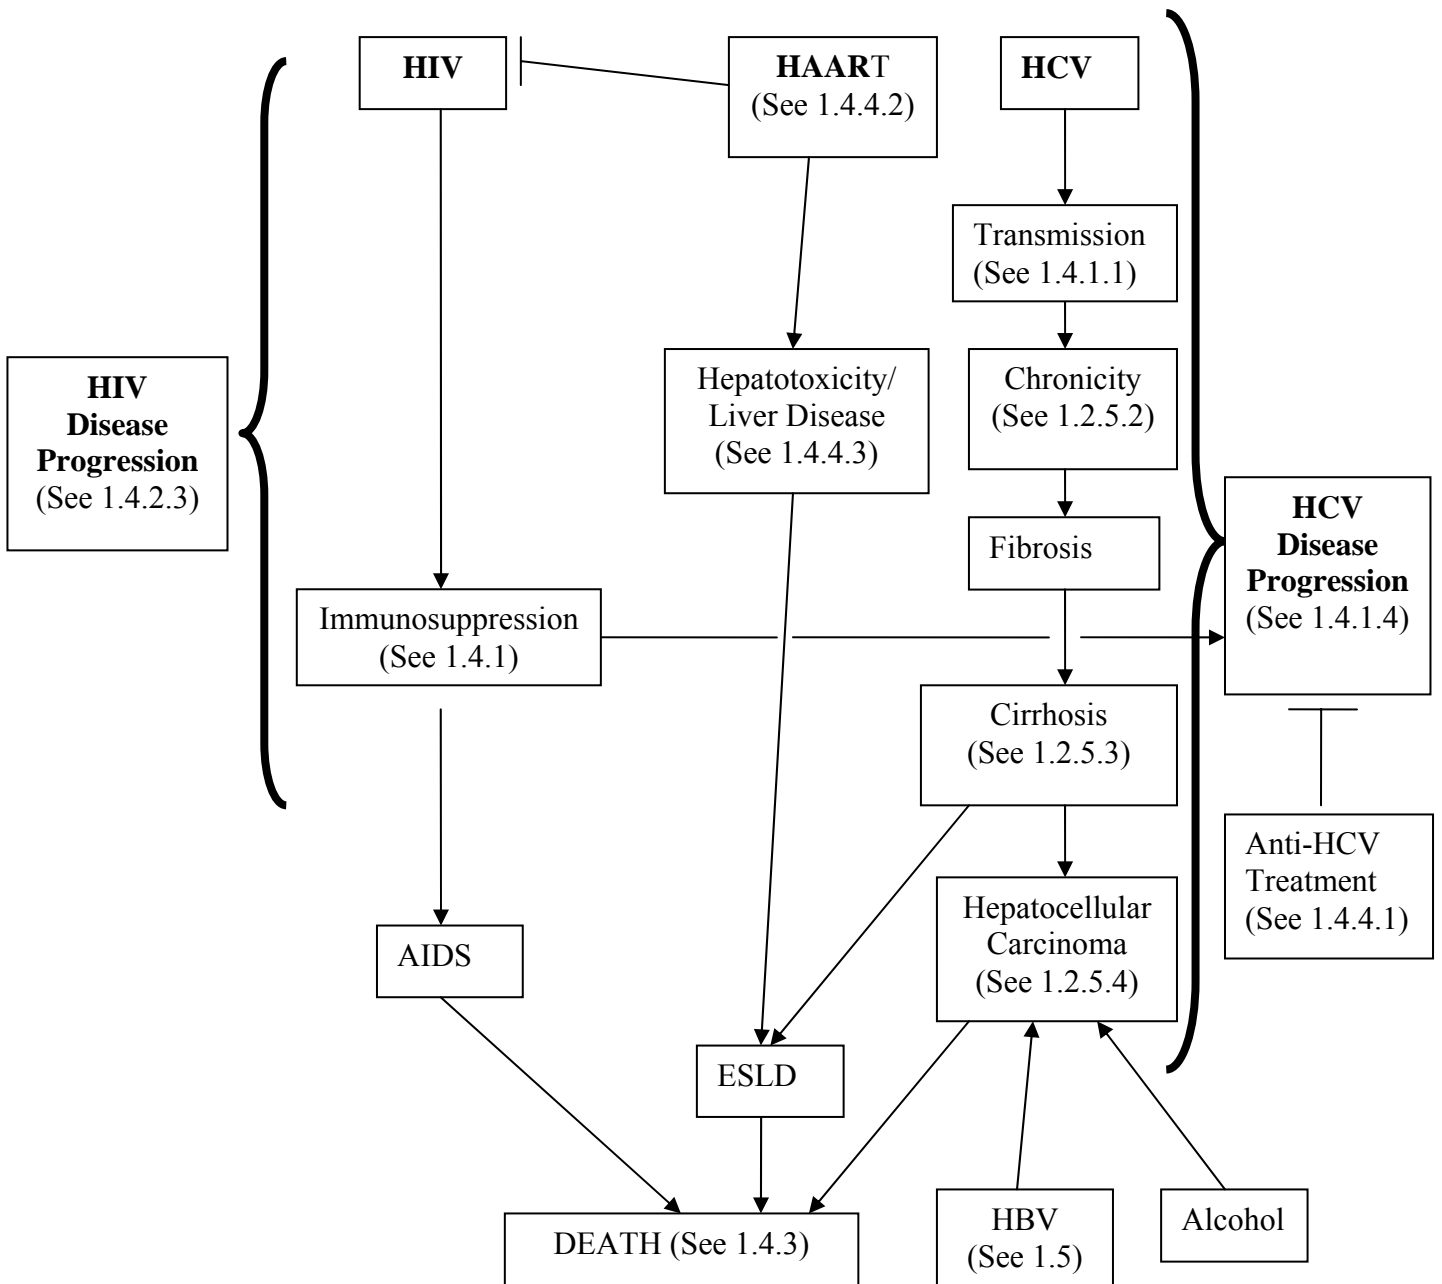 HIV
HAART
(See 1.4.4.2)
HCV
Transmission
(See 1.4.1.1)
HIV
Disease
Progression
(See 1.4.2.3)
Hepatotoxicity/
Liver Disease
(See 1.4.4.3)
Chronicity
(See 1.2.5.2)
Fibrosis
HCV
Disease
Progression
(See 1.4.1.4)
Immunosuppression
(See 1.4.1)
Cirrhosis
(See 1.2.5.3)
Anti-HCV
Treatment
(See 1.4.4.1)
Hepatocellular
Carcinoma
(See 1.2.5.4)
AIDS
ESLD
DEATH (See 1.4.3)
HBV
(See 1.5)
Alcohol